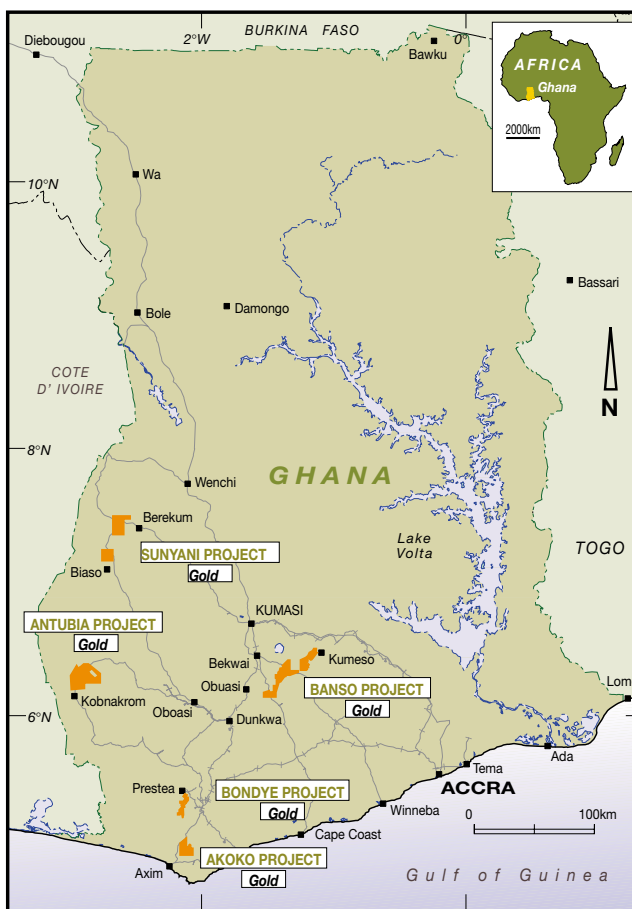 BURKINA FASO
Diebougou
2°W
0°
Bawku
AFRICA
Ghana
2000km
Wa
10°N
Bassari
Bole
Damongo
COTE
D' IVOIRE
N
8°N
Wenchi
GHANA
Berekum
Lake
Volta
TOGO
SUNYANI PROJECT
Gold
Biaso
ANTUBIA PROJECT
Gold
KUMASI
Bekwai
Kumeso
Obuasi
BANSO PROJECT
Gold
Kobnakrom
Oboasi
6°N
Dunkwa
Lom
Ada
Tema
ACCRA
Prestea
BONDYE PROJECT
Gold
Winneba
0
100km
Cape Coast
AKOKO PROJECT
Gold
Axim
Gulf of Guinea